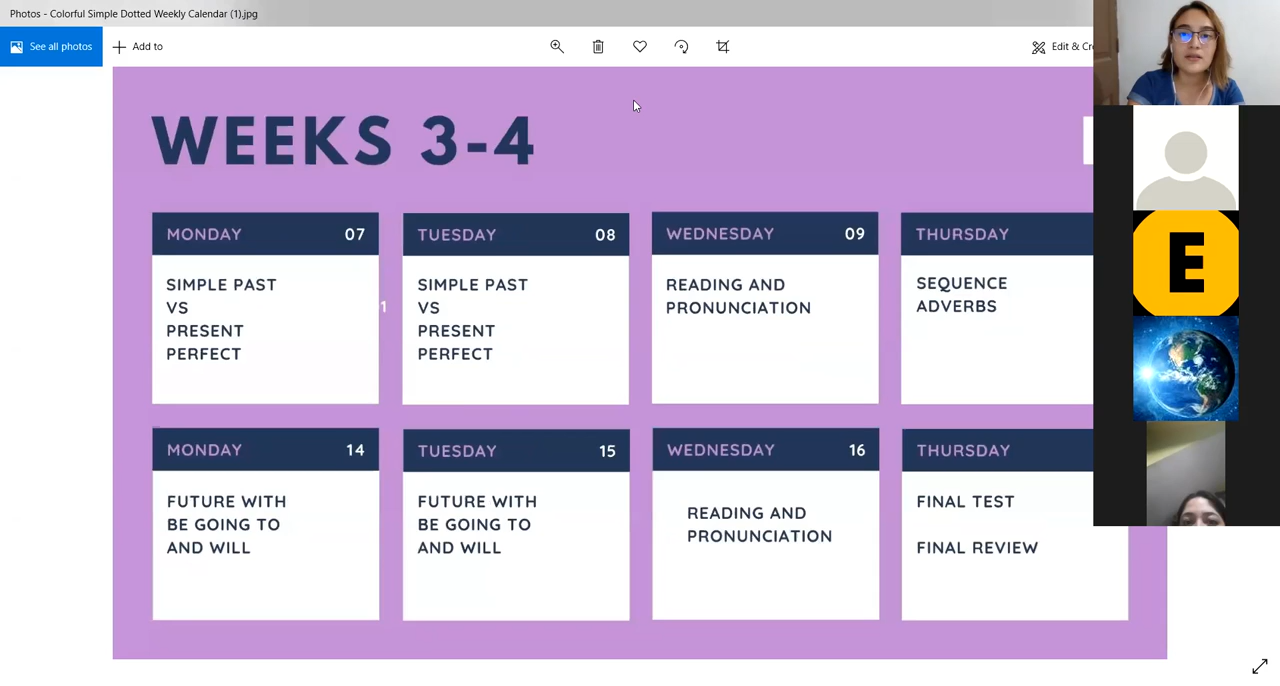 Photos - Colorful Simple Dotted Weekly Calendar (1).jpg
See all photos
Add to
Edit & Cr
WEEKS 3-4
MONDAY 07
TUESDAY 08
WEDNESDAY 09
THURSDAY
SIMPLE PAST
VS
PRESENT
PERFECT
1
SIMPLE PAST
VS
PRESENT
PERFECT
READING AND
PRONUNCIATION
SEQUENCE
ADVERBS
E
MONDAY 14
TUESDAY 15
WEDNESDAY 16
THURSDAY
FUTURE WITH
BE GOING TO
AND WILL
FUTURE WITH
BE GOING TO
AND WILL
READING AND
PRONUNCIATION
FINAL TEST
FINAL REVIEW